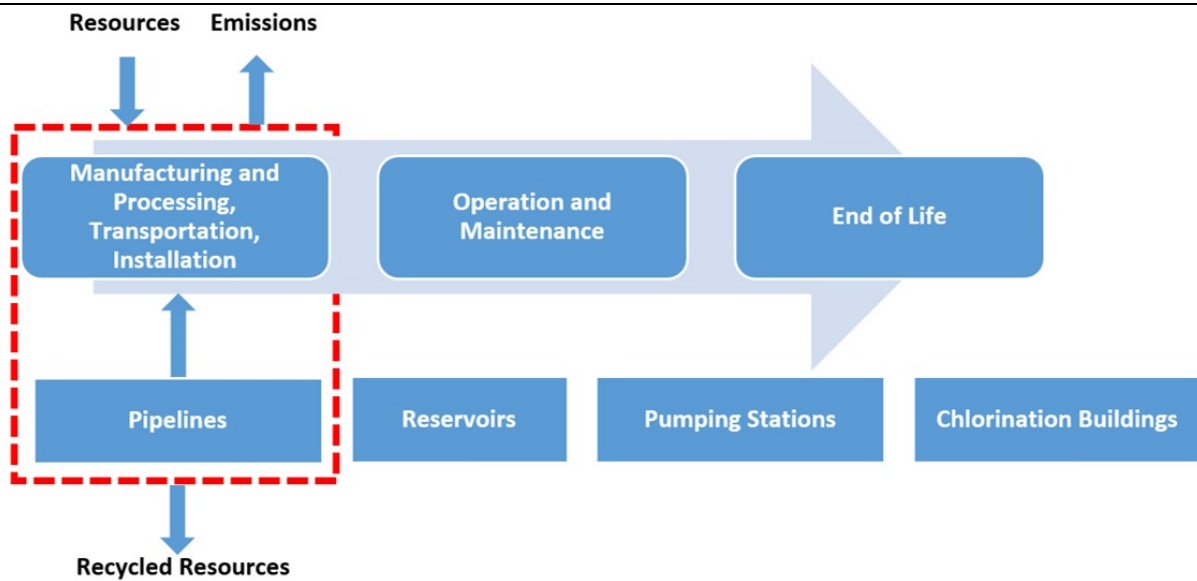 Resources Emissions
Manufacturing and
Processing,
Transportation,
Installation
Operation and
Maintenance
End of Life
Pipelines
Reservoirs
Pumping Stations
Chlorination Buildings
Recycled Resources